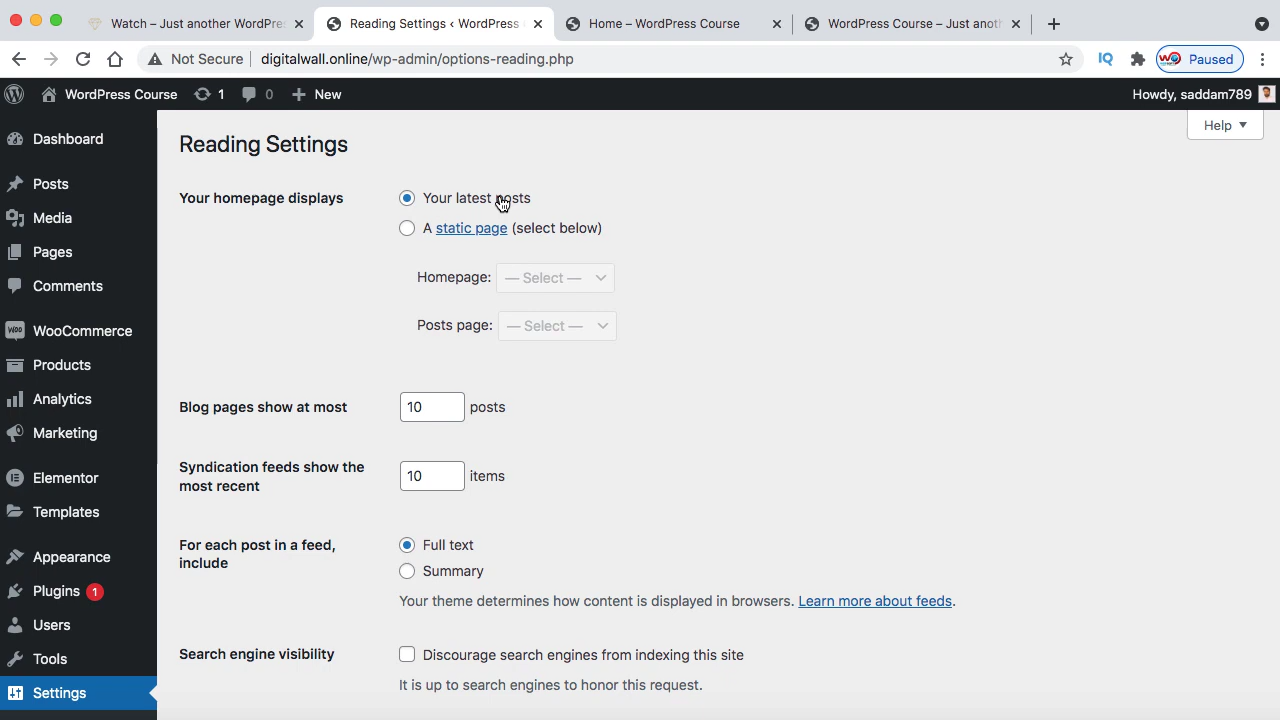 Watch – Just another WordPre
Reading Settings ‹ WordPress
Home – WordPress Course
WordPress Course – Just anoth
Not Secure
digitalwall.online/wp-admin/options-reading.php
IQ
Paused
WordPress Course
1
0
New
Howdy, saddam789
Dashboard
Posts
Media
Pages
Comments
WooCommerce
Products
Analytics
Marketing
Elementor
Templates
Appearance
Plugins 1
Users
Tools
Settings
Help
Reading Settings
Your homepage displays
Your latest posts
A static page (select below)
Homepage: — Select —
Posts page: — Select —
Blog pages show at most
10 posts
Syndication feeds show the
most recent
10 items
For each post in a feed,
include
Full text
Summary
Your theme determines how content is displayed in browsers. Learn more about feeds.
Search engine visibility
Discourage search engines from indexing this site
It is up to search engines to honor this request.